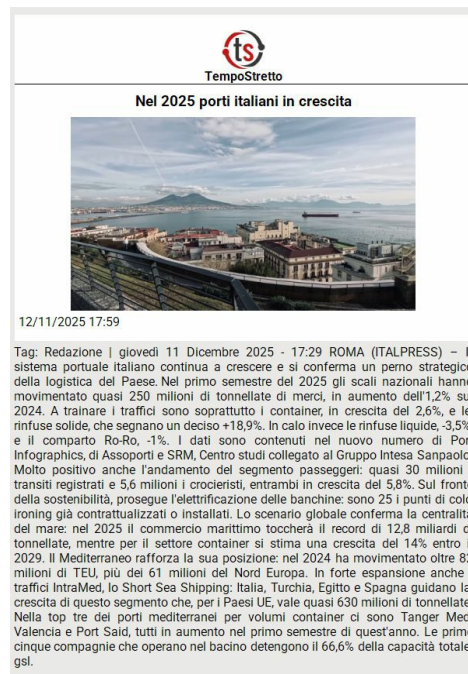 ts
TempoStretto
Nel 2025 porti italiani in crescita
12/11/2025 17:59
Tag: Redazione | giovedì 11 Dicembre 2025 - 17:29 ROMA (ITALPRESS) –
sistema portuale italiano continua a crescere e si conferma un perno strategico
della logistica del Paese. Nel primo semestre del 2025 gli scali nazionali hanno
movimentato quasi 250 milioni di tonnellate di merci, in aumento dell'1,2% su
2024. A trainare i traffici sono soprattutto i container, in crescita del 2,6%, e le
rinfuse solide, che segnano un deciso +18,9%. In calo invece le rinfuse liquide, -3,5%
e il comparto Ro-Ro, -1%. I dati sono contenuti nel nuovo numero di Por
Infographics, di Assoporti e SRM, Centro studi collegato al Gruppo Intesa Sanpaolo
Molto positivo anche l'andamento del segmento passeggeri: quasi 30 milioni i
transiti registrati e 5,6 milioni i crocieristi, entrambi in crescita del 5,8%. Sul fronte
della sostenibilità, prosegue l'elettrificazione delle banchine: sono 25 i punti di cold
ironing già contrattualizzati o installati. Lo scenario globale conferma la centralità
del mare: nel 2025 il commercio marittimo toccherà il record di 12,8 miliardi d
tonnellate, mentre per il settore container si stima una crescita del 14% entro i
2029. Il Mediterraneo rafforza la sua posizione: nel 2024 ha movimentato oltre 82
milioni di TEU, più dei 61 milioni del Nord Europa. In forte espansione anche i
traffici IntraMed, lo Short Sea Shipping: Italia, Turchia, Egitto e Spagna guidano la
crescita di questo segmento che, per i Paesi UE, vale quasi 630 milioni di tonnellate
Nella top tre dei porti mediterranei per volumi container ci sono Tanger Med
Valencia e Port Said, tutti in aumento nel primo semestre di quest'anno. Le prime
cinque compagnie che operano nel bacino detengono il 66,6% della capacità totale
gsl.